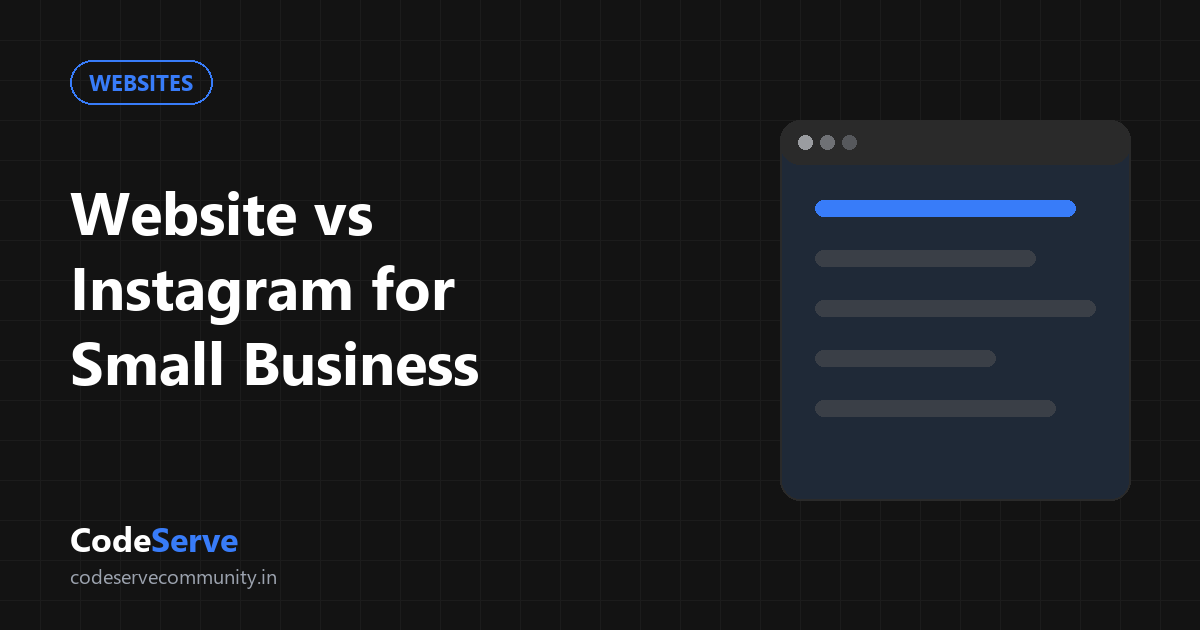 WEBSITES
Website vs
Instagram for
Small Business
CodeServe
codeservecommunity.in